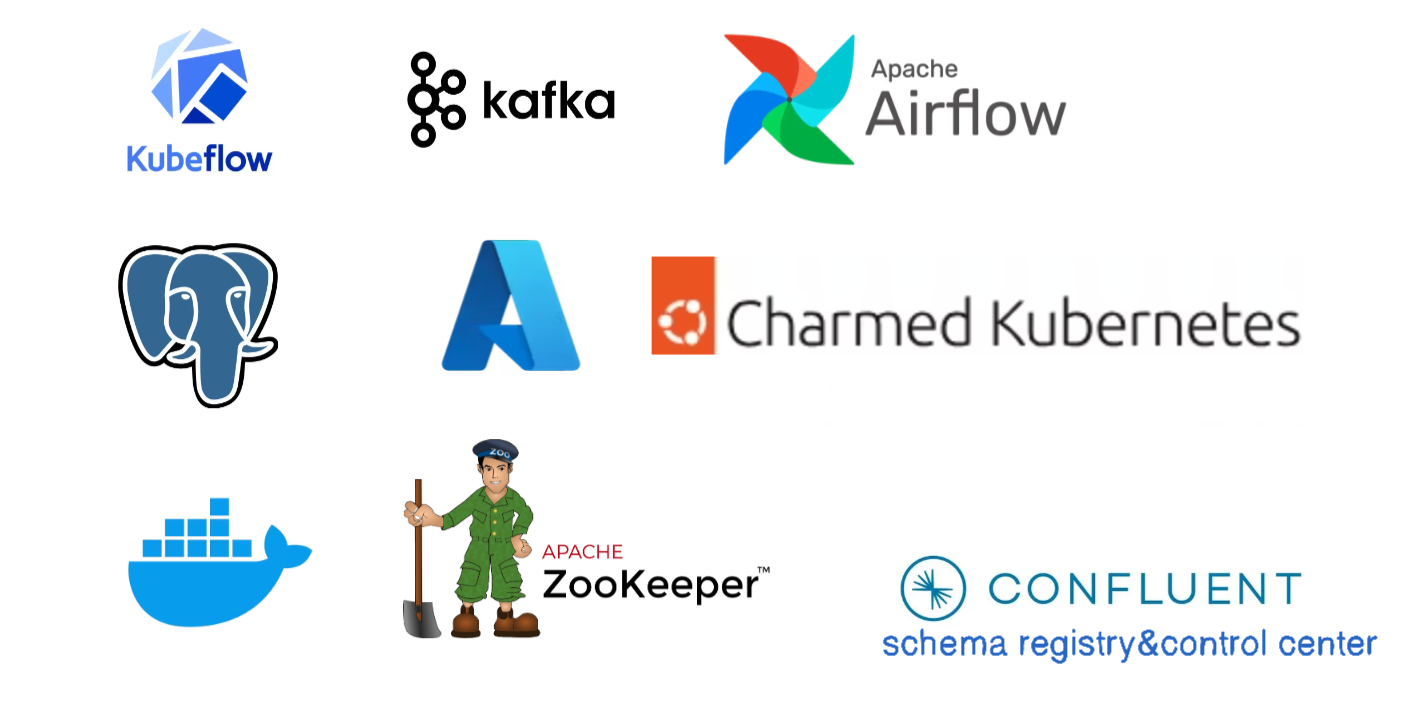 Kubeflow
kafka
Apache
Airflow
Charmed Kubernetes
ZOO
APACHE
ZooKeeper™
CONFLUENT
schema registry&control center